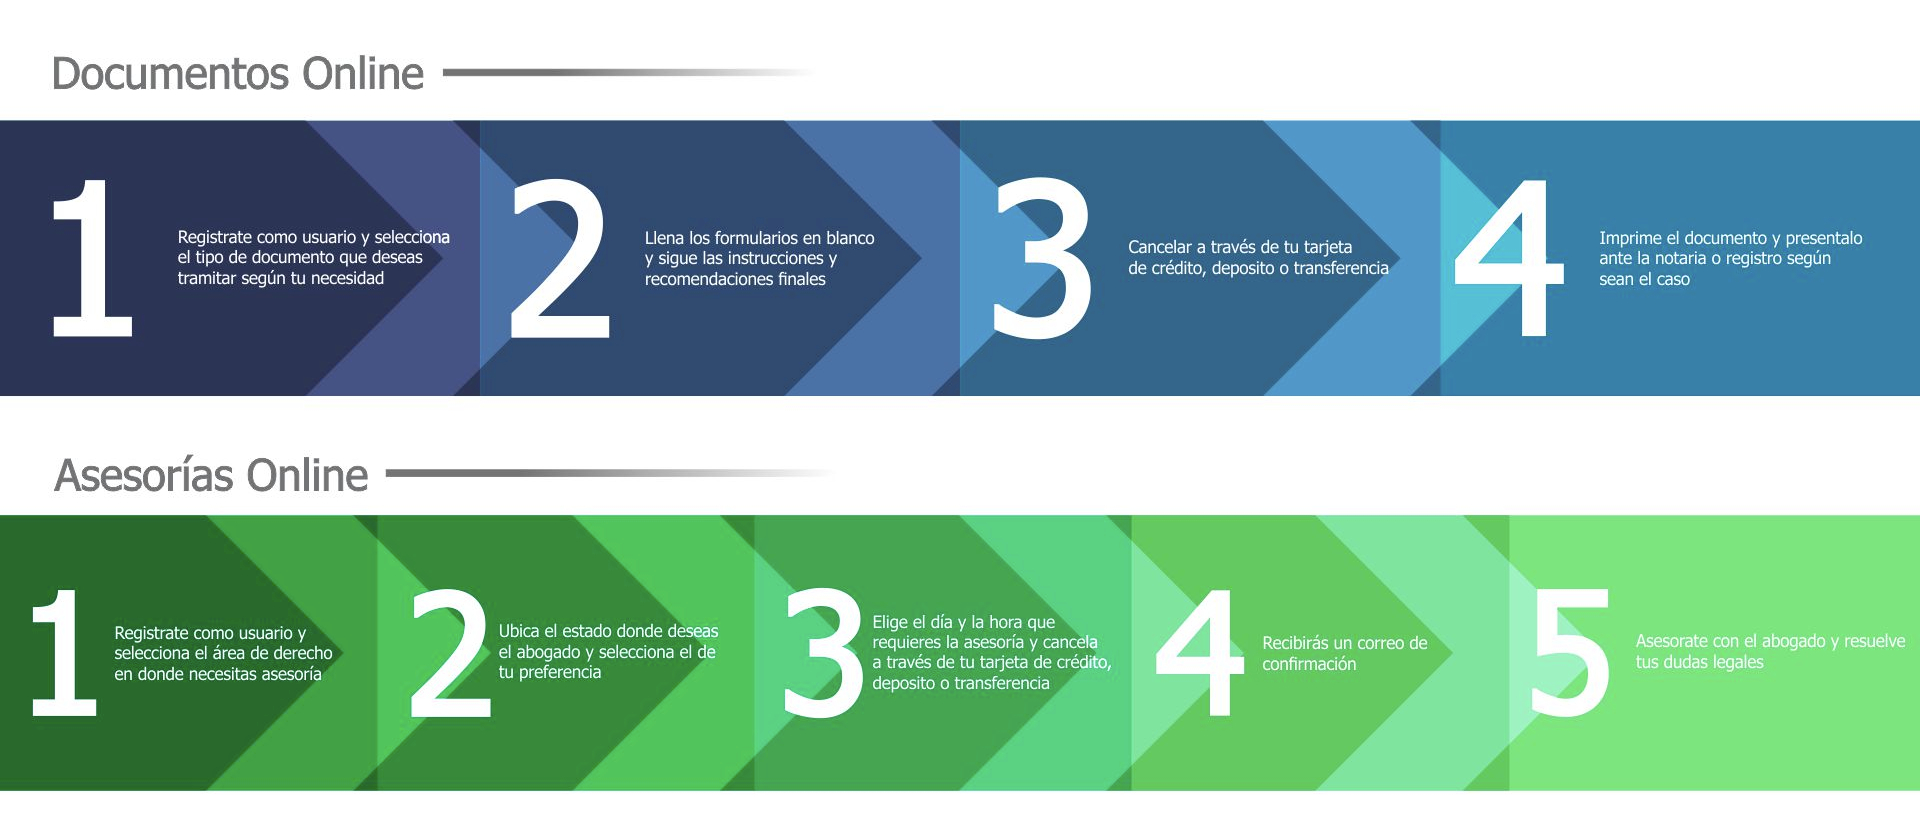 Documentos Online
1
Registrate como usuario y selecciona
el tipo de documento que deseas
tramitar según tu necesidad
2
Llena los formularios en blanco
y sigue las instrucciones y
recomendaciones finales
3
Cancelar a través de tu tarjeta
de crédito, deposito o transferencia
4
Imprime el documento y presentalo
ante la notaria o registro según
sean el caso
Asesorías Online
1
Registrate como usuario y
selecciona el área de derecho
en donde necesitas asesoría
2
Ubica el estado donde deseas
el abogado y selecciona el de
tu preferencia
3
Elige el día y la hora que
requieres la asesoría y cancela
a través de tu tarjeta de crédito,
deposito o transferencia
4
Recibirás un correo de
confirmación
5
Asesorate con el abogado y resuelve
tus dudas legales